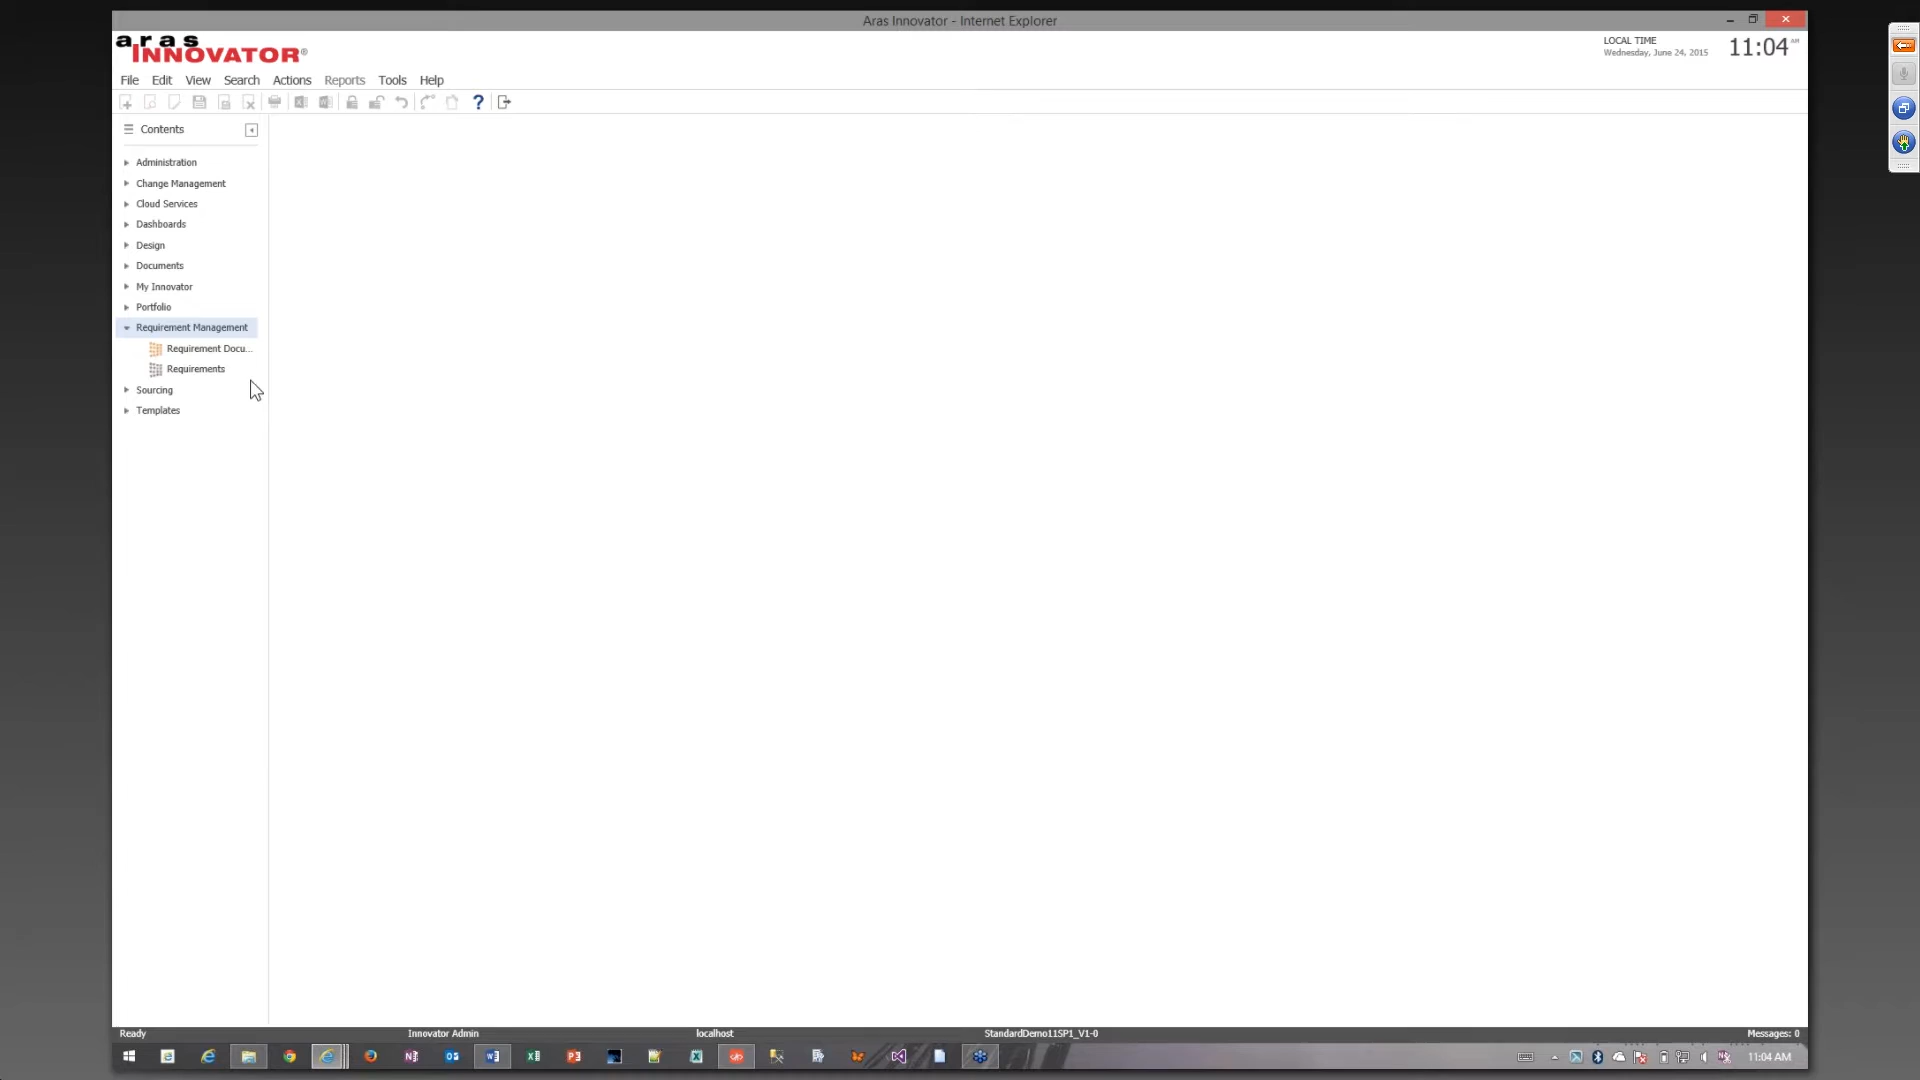 Aras Innovator - Internet Explorer
aras
INNOVATOR®
LOCAL TIME
Wednesday, June 24, 2015
11:04 AM
File Edit View Search Actions Reports Tools Help
Contents
Administration
Change Management
Cloud Services
Dashboards
Design
Documents
My Innovator
Portfolio
Requirement Management
Requirement Docu...
Requirements
Sourcing
Templates
Ready Innovator Admin localhost StandardDemo11SP1_V1-0 Messages: 0
11:04 AM